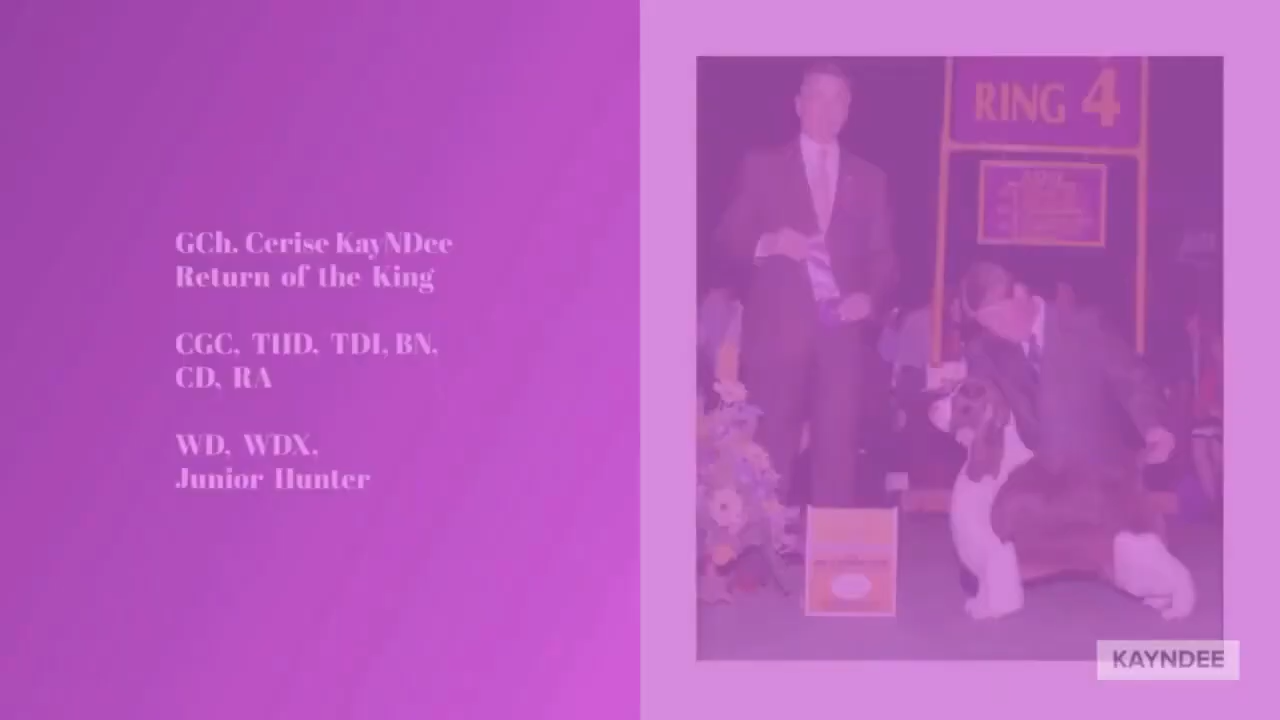 GCh. Cerise KayNDee
Return of the King
CGC, THD, TDI, BN,
CD, RA
WD, WDX,
Junior Hunter
RING 4
KAYNDEE